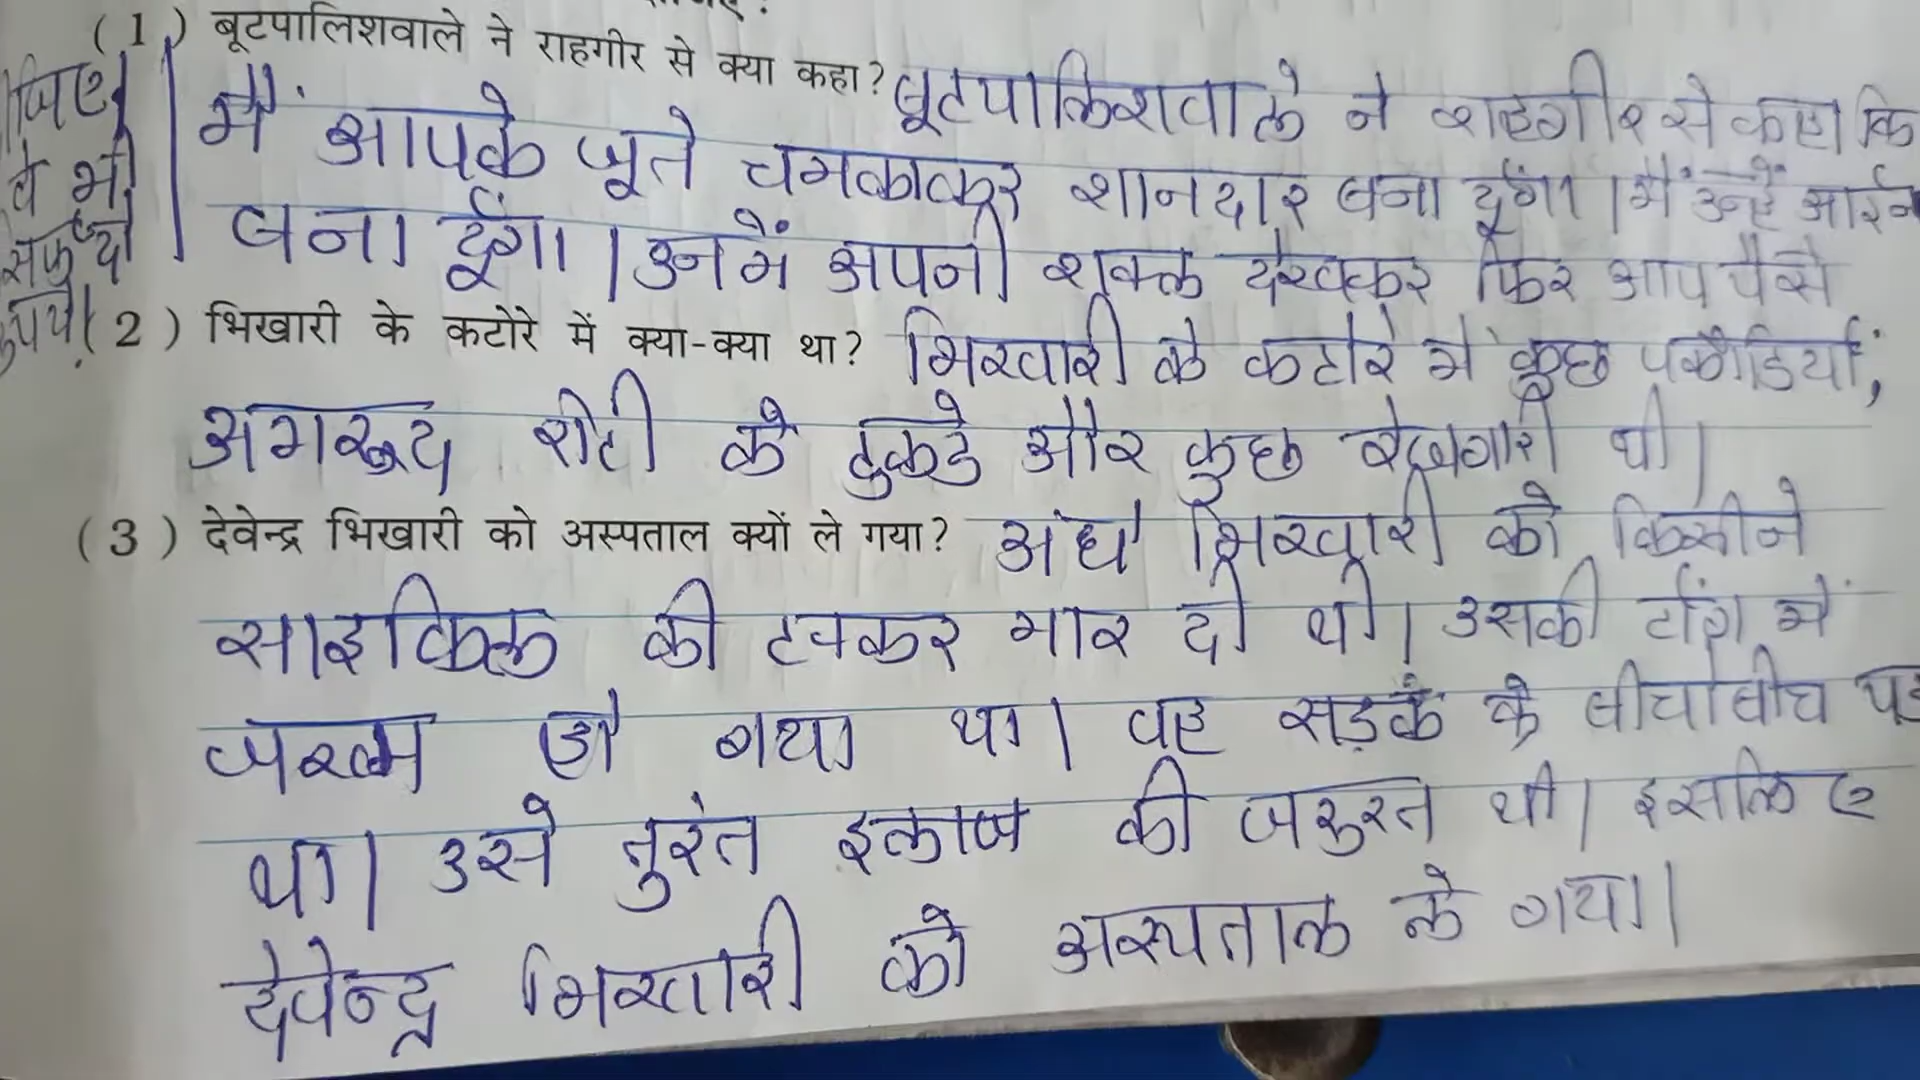 (1) बूटपालिशवाले ने राहगीर से क्या कहा? बूटपालिशवाले ने राहगीर से कहा कि
मैं आपके जूते चमकाकर शानदार बना दूंगा। मैं उन्हें आईन
बना दूँगा। उनमें अपनी शक्ल देखकर फिर आप पैसे
जिए।
वे भी
सिर्फ दो
रुपये।
(2) भिखारी के कटोरे में क्या-क्या था? भिखारी के कटोरे में कुछ पकौडियाँ,
अमरूद रोटी के टुकडे और कुछ रेजगारी थी।
(3) देवेन्द्र भिखारी को अस्पताल क्यों ले गया? अंधे भिखारी को किसीने
साइकिल की टक्कर मार दी थी। उसकी टाँग में
जख्म हो गया था। वह सड़क के बीचोबीच पड
था। उसे तुरंत इलाज की जरुरत थी। इसलिए
देवेन्द्र भिखारी को अस्पताल ले गया।